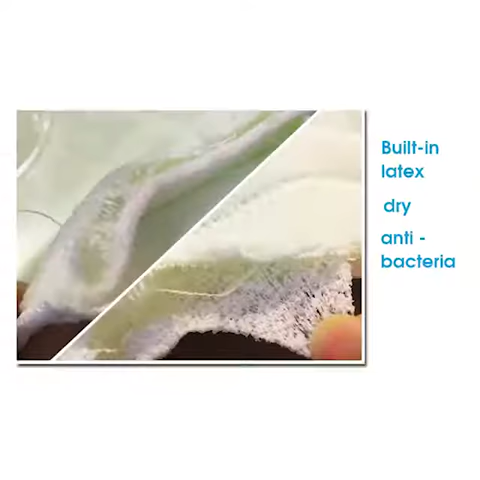 Built-in
latex
dry
anti -
bacteria